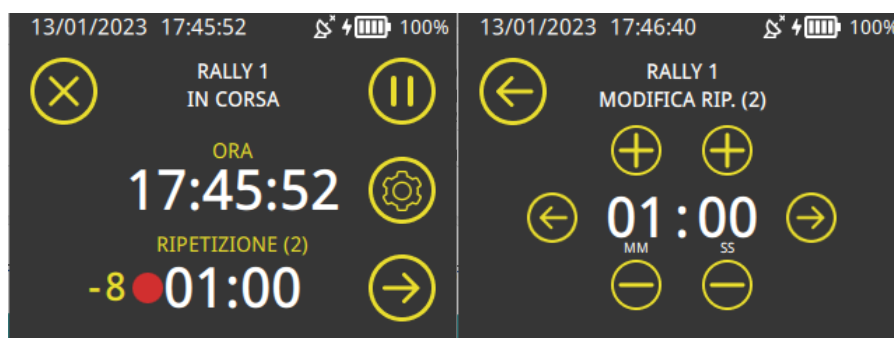 13/01/2023 17:45:52 100%
RALLY 1
IN CORSA
ORA
17:45:52
RIPETIZIONE (2)
-8 01:00
13/01/2023 17:46:40 100%
RALLY 1
MODIFICA RIP. (2)
01:00
MM SS